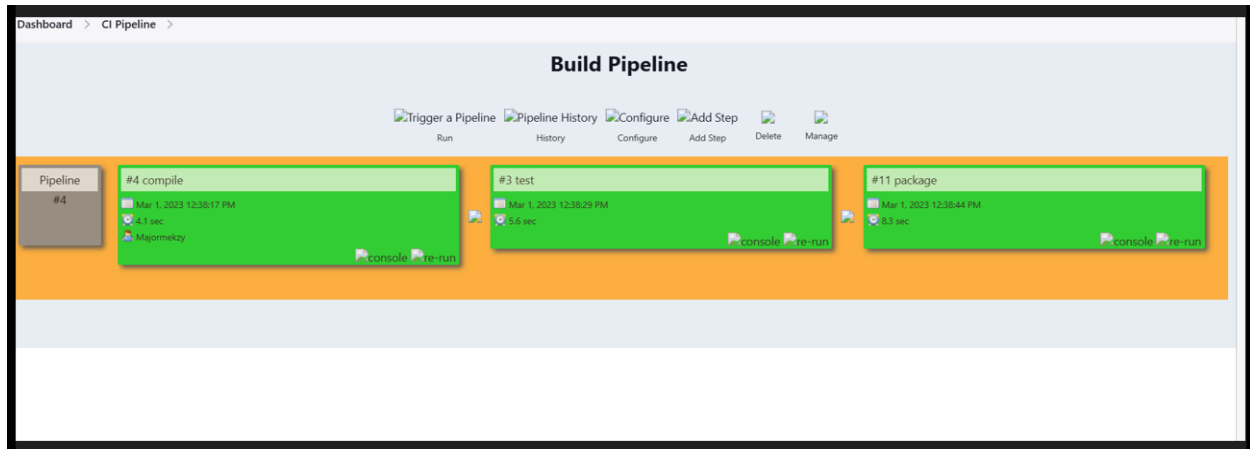 Dashboard > CI Pipeline >
Build Pipeline
Trigger a Pipeline Pipeline History Configure Add Step
Run History Configure Add Step Delete Manage
Pipeline
#4
#4 compile
Mar 1, 2023 12:38:17 PM
4.1 sec
Majormekzy
console re-run
#3 test
Mar 1, 2023 12:38:29 PM
5.6 sec
console re-run
#11 package
Mar 1, 2023 12:38:44 PM
8.3 sec
console re-run